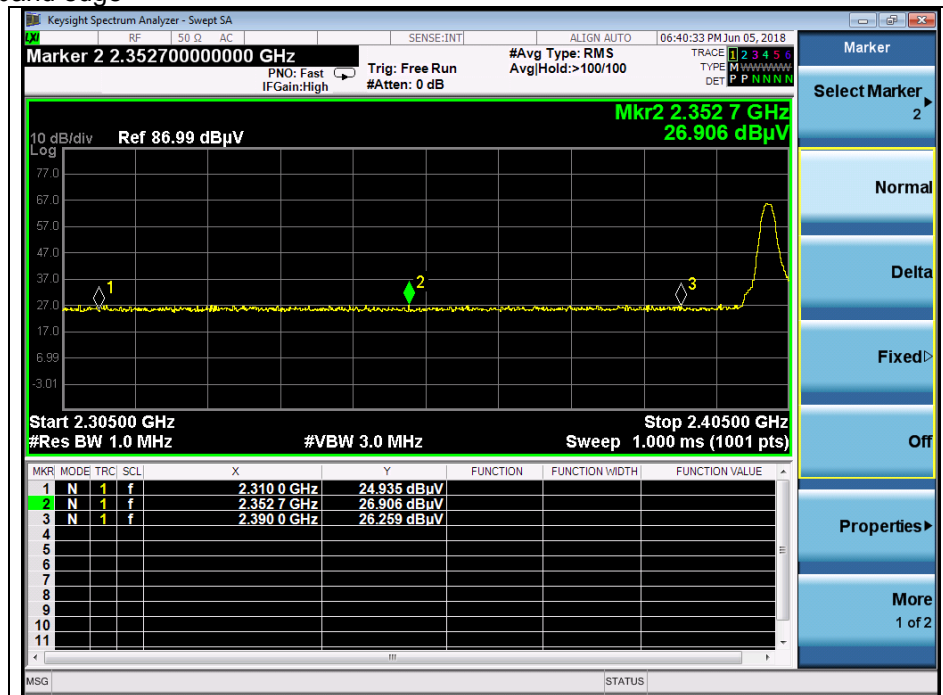 Keysight Spectrum Analyzer - Swept SA
LXI RF 50 Ω AC SENSE:INT ALIGN AUTO 06:40:33 PM Jun 05, 2018
Marker 2 2.352700000000 GHz
PNO: Fast
IFGain:High
Trig: Free Run
#Atten: 0 dB
#Avg Type: RMS
Avg|Hold:>100/100
TRACE 1 2 3 4 5 6
TYPE M W W W W W
DET P P N N N N
Mkr2 2.352 7 GHz
26.906 dBµV
10 dB/div Ref 86.99 dBµV
Log
77.0
67.0
57.0
47.0
37.0
27.0
17.0
6.99
-3.01
1
2
3
Start 2.30500 GHz Stop 2.40500 GHz
#Res BW 1.0 MHz #VBW 3.0 MHz Sweep 1.000 ms (1001 pts)
MKR MODE TRC SCL X Y FUNCTION FUNCTION WIDTH FUNCTION VALUE
1 N 1 f 2.310 0 GHz 24.935 dBµV
2 N 1 f 2.352 7 GHz 26.906 dBµV
3 N 1 f 2.390 0 GHz 26.259 dBµV
4
5
6
7
8
9
10
11
MSG STATUS
Marker
Select Marker
2
Normal
Delta
Fixed
Off
Properties
More
1 of 2